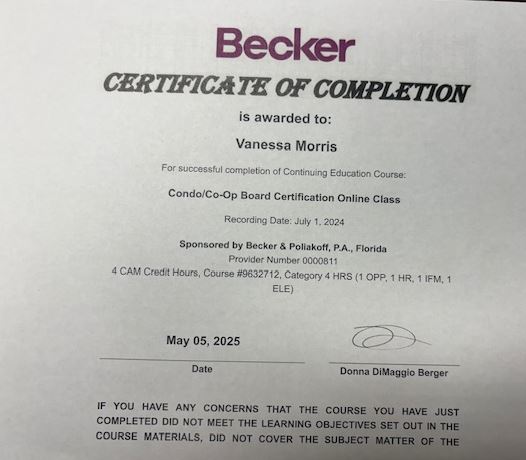 Becker
CERTIFICATE OF COMPLETION
is awarded to:
Vanessa Morris
For successful completion of Continuing Education Course:
Condo/Co-Op Board Certification Online Class
Recording Date: July 1, 2024
Sponsored by Becker & Poliakoff, P.A., Florida
Provider Number 0000811
4 CAM Credit Hours, Course #9632712, Category 4 HRS (1 OPP, 1 HR, 1 IFM, 1
ELE)
May 05, 2025
Date
Donna DiMaggio Berger
IF YOU HAVE ANY CONCERNS THAT THE COURSE YOU HAVE JUST
COMPLETED DID NOT MEET THE LEARNING OBJECTIVES SET OUT IN THE
COURSE MATERIALS, DID NOT COVER THE SUBJECT MATTER OF THE